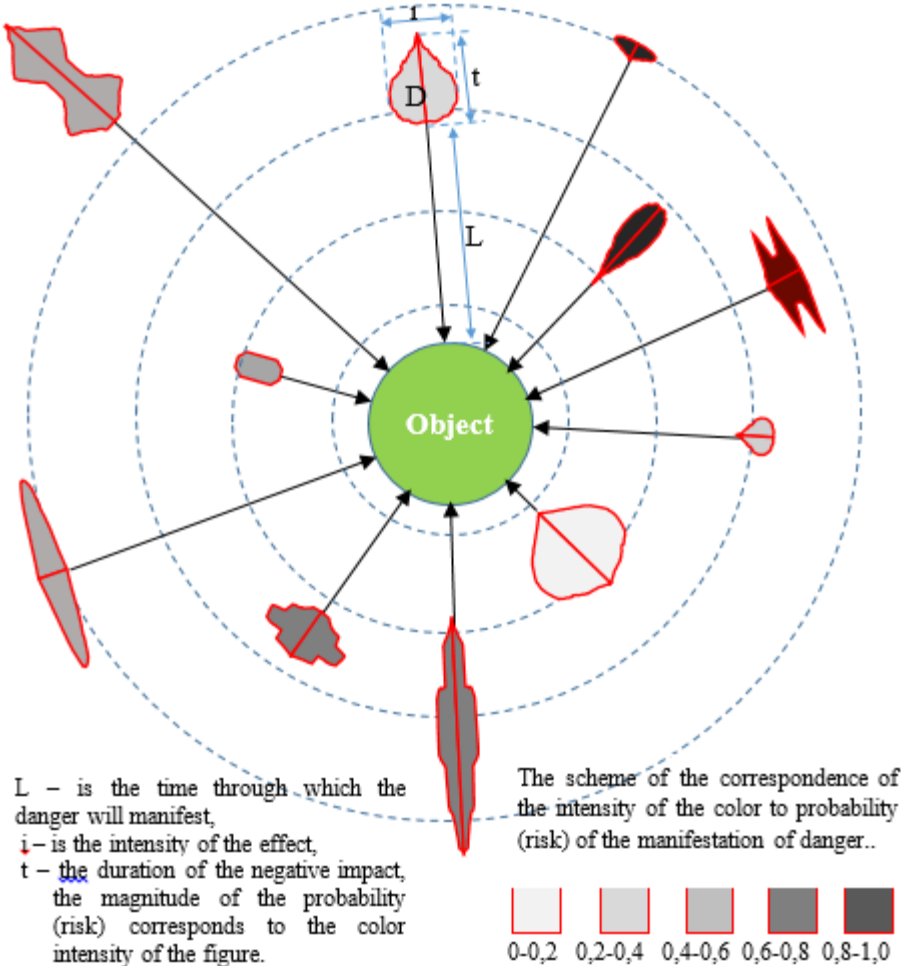 i
t
D
L
Object
L – is the time through which the
danger will manifest,
i – is the intensity of the effect,
t – the duration of the negative impact,
the magnitude of the probability
(risk) corresponds to the color
intensity of the figure.
The scheme of the correspondence of
the intensity of the color to probability
(risk) of the manifestation of danger..
0-0,2 0,2-0,4 0,4-0,6 0,6-0,8 0,8-1,0